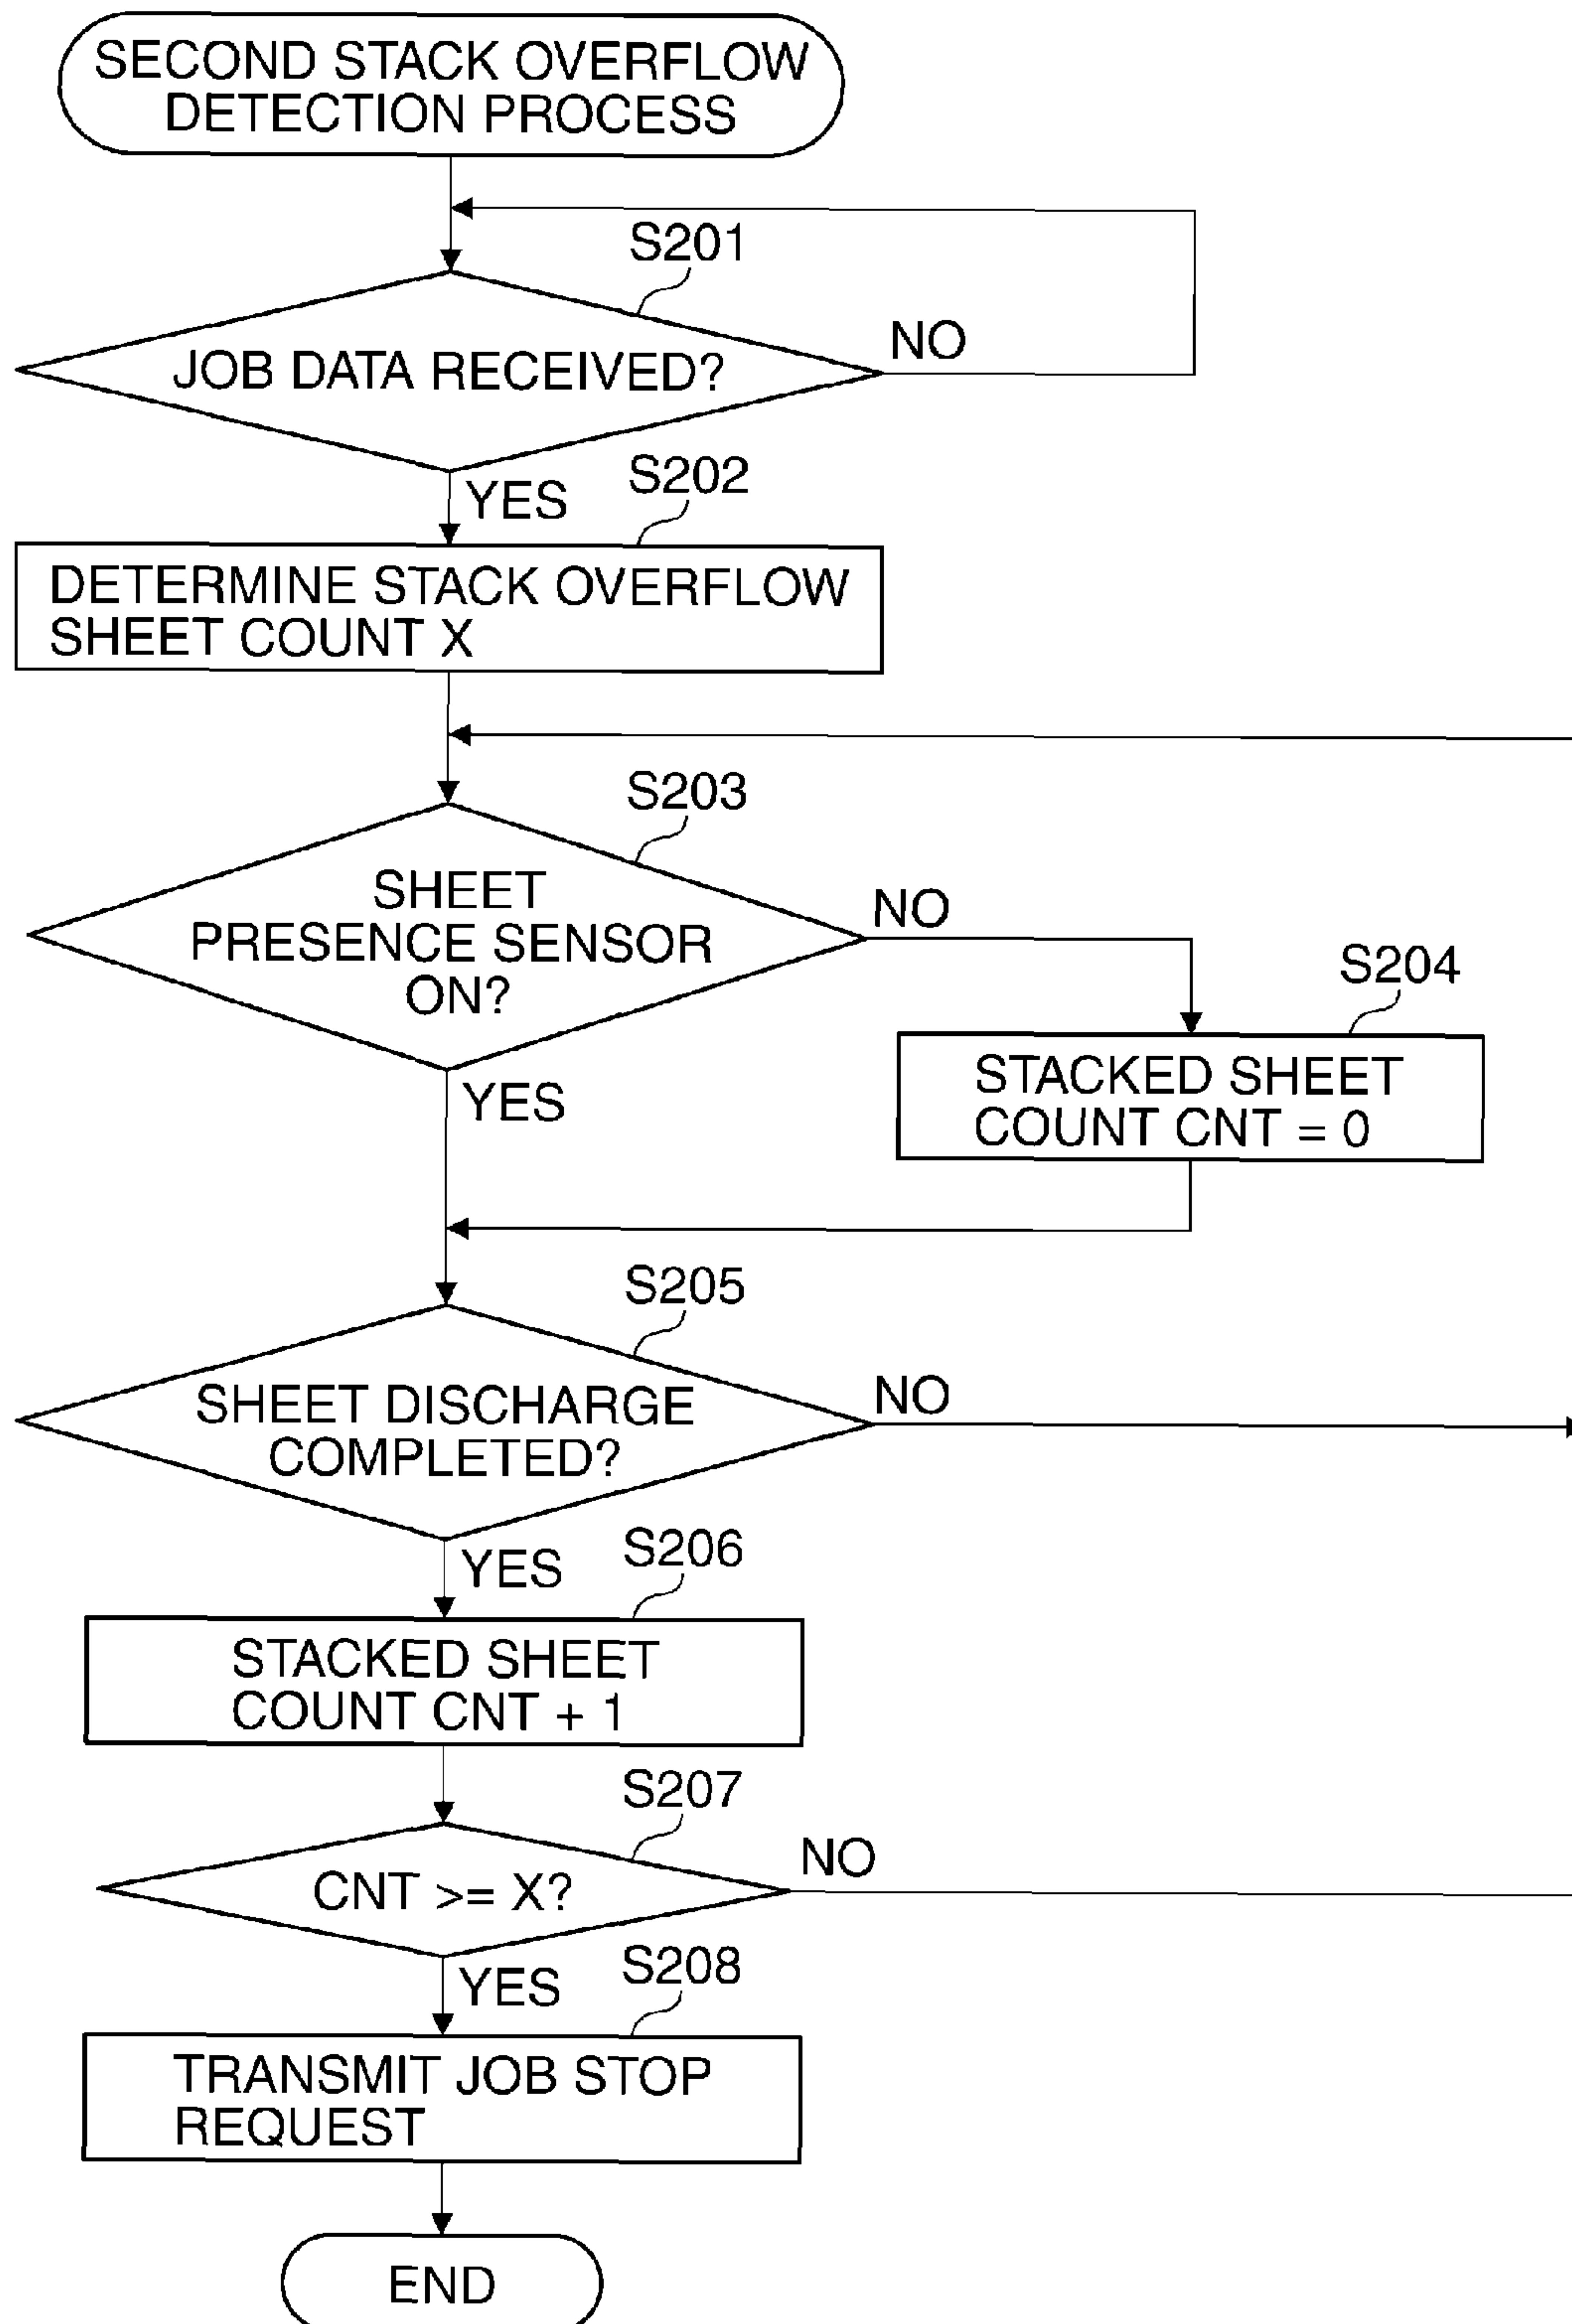 SECOND STACK OVERFLOW
DETECTION PROCESS
S201
JOB DATA RECEIVED?
NO
YES
S202
DETERMINE STACK OVERFLOW
SHEET COUNT X
S203
SHEET
PRESENCE SENSOR
ON?
NO
YES
S204
STACKED SHEET
COUNT CNT = 0
S205
SHEET DISCHARGE
COMPLETED?
NO
YES
S206
STACKED SHEET
COUNT CNT + 1
S207
CNT >= X?
NO
YES
S208
TRANSMIT JOB STOP
REQUEST
END